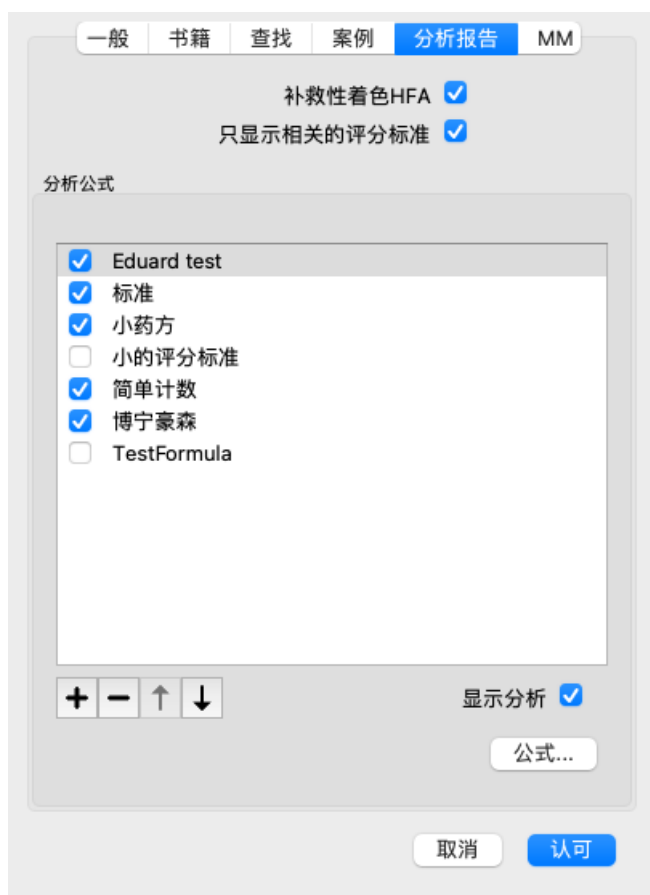 一般 书籍 查找 案例 分析报告 MM
补救性着色HFA
只显示相关的评分标准
分析公式
Eduard test
标准
小药方
小的评分标准
简单计数
博宁豪森
TestFormula
显示分析
公式...
取消 认可